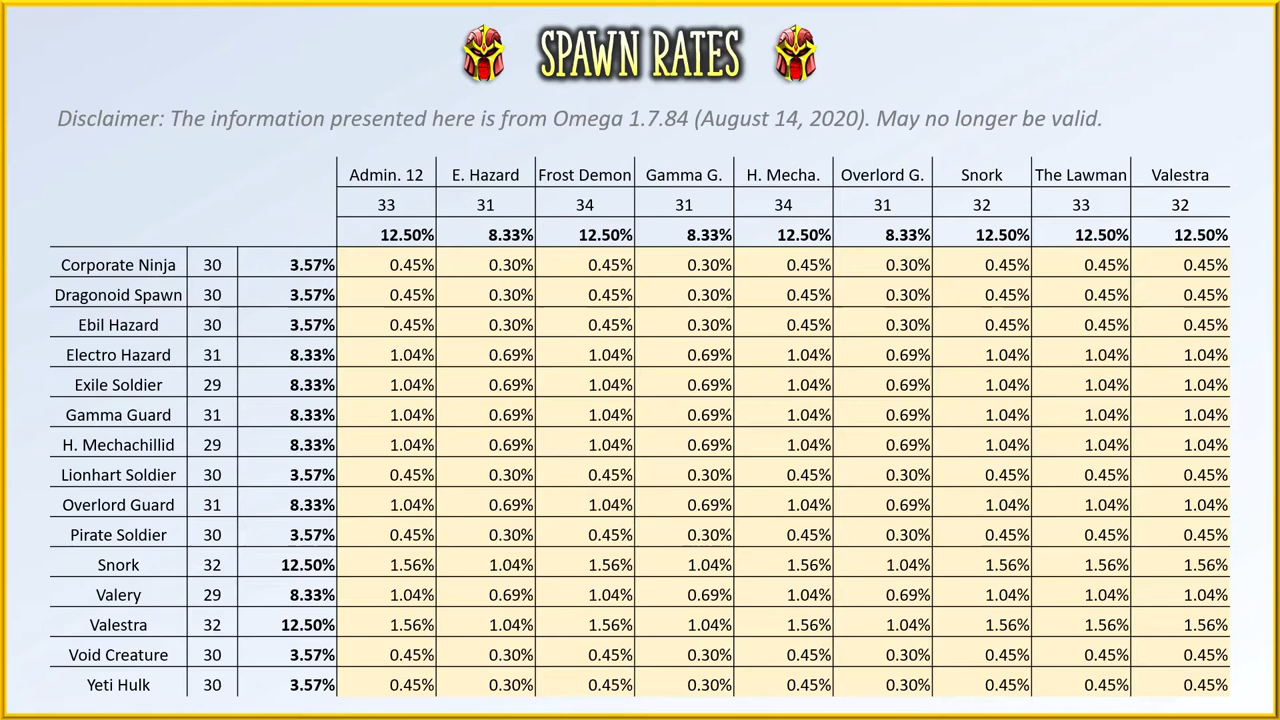 SPAWN RATES
Disclaimer: The information presented here is from Omega 1.7.84 (August 14, 2020). May no longer be valid.
Admin. 12 E. Hazard Frost Demon Gamma G. H. Mecha. Overlord G. Snork The Lawman Valestra
33 31 34 31 34 31 32 33 32
12.50% 8.33% 12.50% 8.33% 12.50% 8.33% 12.50% 12.50% 12.50%
Corporate Ninja 30 3.57% 0.45% 0.30% 0.45% 0.30% 0.45% 0.30% 0.45% 0.45% 0.45%
Dragonoid Spawn 30 3.57% 0.45% 0.30% 0.45% 0.30% 0.45% 0.30% 0.45% 0.45% 0.45%
Ebil Hazard 30 3.57% 0.45% 0.30% 0.45% 0.30% 0.45% 0.30% 0.45% 0.45% 0.45%
Electro Hazard 31 8.33% 1.04% 0.69% 1.04% 0.69% 1.04% 0.69% 1.04% 1.04% 1.04%
Exile Soldier 29 8.33% 1.04% 0.69% 1.04% 0.69% 1.04% 0.69% 1.04% 1.04% 1.04%
Gamma Guard 31 8.33% 1.04% 0.69% 1.04% 0.69% 1.04% 0.69% 1.04% 1.04% 1.04%
H. Mechachillid 29 8.33% 1.04% 0.69% 1.04% 0.69% 1.04% 0.69% 1.04% 1.04% 1.04%
Lionhart Soldier 30 3.57% 0.45% 0.30% 0.45% 0.30% 0.45% 0.30% 0.45% 0.45% 0.45%
Overlord Guard 31 8.33% 1.04% 0.69% 1.04% 0.69% 1.04% 0.69% 1.04% 1.04% 1.04%
Pirate Soldier 30 3.57% 0.45% 0.30% 0.45% 0.30% 0.45% 0.30% 0.45% 0.45% 0.45%
Snork 32 12.50% 1.56% 1.04% 1.56% 1.04% 1.56% 1.04% 1.56% 1.56% 1.56%
Valery 29 8.33% 1.04% 0.69% 1.04% 0.69% 1.04% 0.69% 1.04% 1.04% 1.04%
Valestra 32 12.50% 1.56% 1.04% 1.56% 1.04% 1.56% 1.04% 1.56% 1.56% 1.56%
Void Creature 30 3.57% 0.45% 0.30% 0.45% 0.30% 0.45% 0.30% 0.45% 0.45% 0.45%
Yeti Hulk 30 3.57% 0.45% 0.30% 0.45% 0.30% 0.45% 0.30% 0.45% 0.45% 0.45%